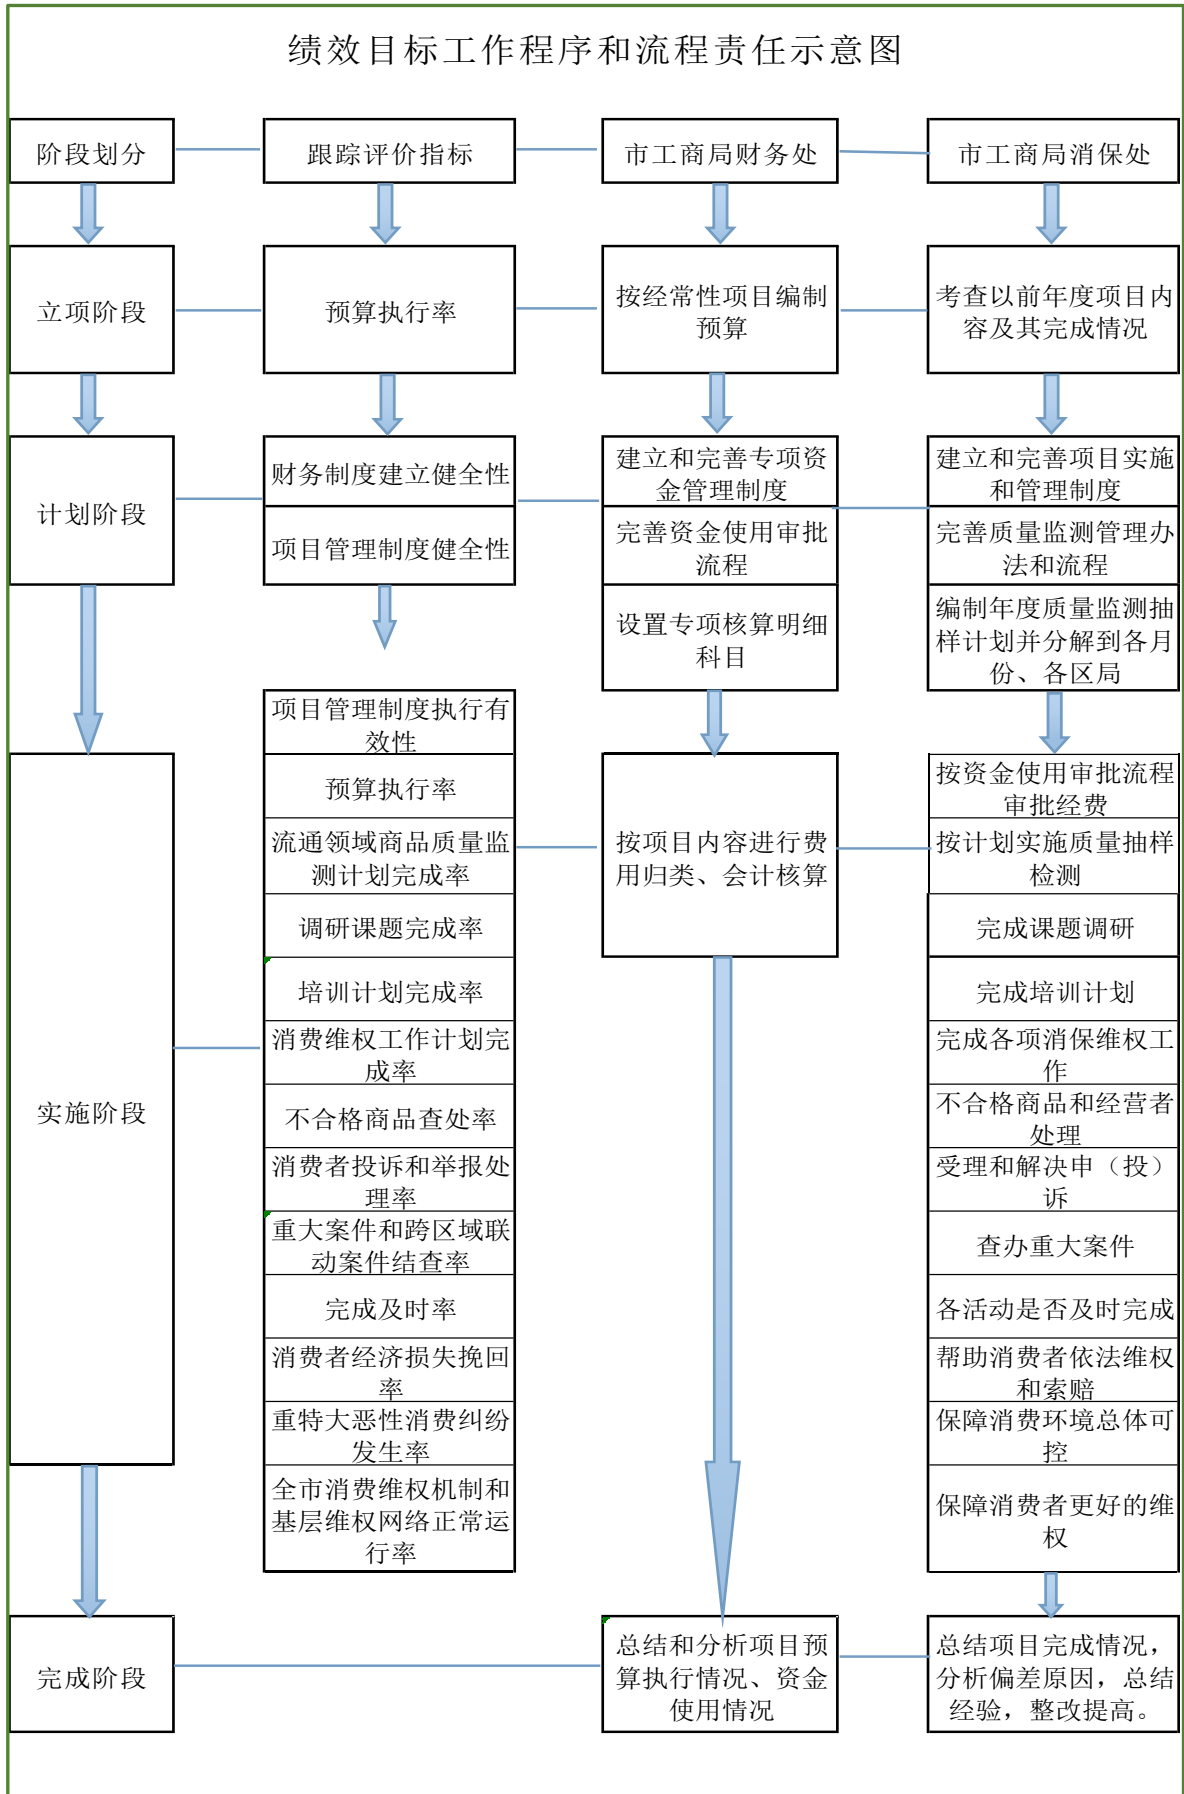 绩效目标工作程序和流程责任示意图
阶段划分
跟踪评价指标
市工商局财务处
市工商局消保处
立项阶段
预算执行率
按经常性项目编制
预算
考查以前年度项目内
容及其完成情况
计划阶段
财务制度建立健全性
项目管理制度健全性
建立和完善专项资
金管理制度
完善资金使用审批
流程
设置专项核算明细
科目
建立和完善项目实施
和管理制度
完善质量监测管理办
法和流程
编制年度质量监测抽
样计划并分解到各月
份、各区局
实施阶段
项目管理制度执行有
效性
预算执行率
流通领域商品质量监
测计划完成率
调研课题完成率
培训计划完成率
消费维权工作计划完
成率
不合格商品查处率
消费者投诉和举报处
理率
重大案件和跨区域联
动案件结查率
完成及时率
消费者经济损失挽回
率
重特大恶性消费纠纷
发生率
全市消费维权机制和
基层维权网络正常运
行率
按项目内容进行费
用归类、会计核算
按资金使用审批流程
审批经费
按计划实施质量抽样
检测
完成课题调研
完成培训计划
完成各项消保维权工
作
不合格商品和经营者
处理
受理和解决申（投）
诉
查办重大案件
各活动是否及时完成
帮助消费者依法维权
和索赔
保障消费环境总体可
控
保障消费者更好的维
权
完成阶段
总结和分析项目预
算执行情况、资金
使用情况
总结项目完成情况，
分析偏差原因，总结
经验，整改提高。